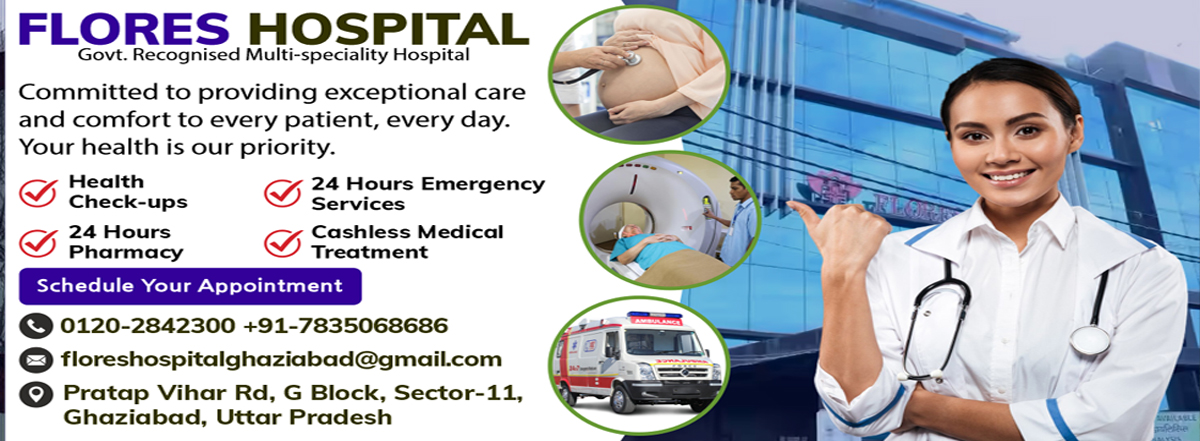 FLORES HOSPITAL
Govt. Recognised Multi-speciality Hospital
Committed to providing exceptional care
and comfort to every patient, every day.
Your health is our priority.
Health
Check-ups
24 Hours Emergency
Services
24 Hours
Pharmacy
Cashless Medical
Treatment
Schedule Your Appointment
0120-2842300 +91-7835068686
floreshospitalghaziabad@gmail.com
Pratap Vihar Rd, G Block, Sector-11,
Ghaziabad, Uttar Pradesh
AMBULANCE